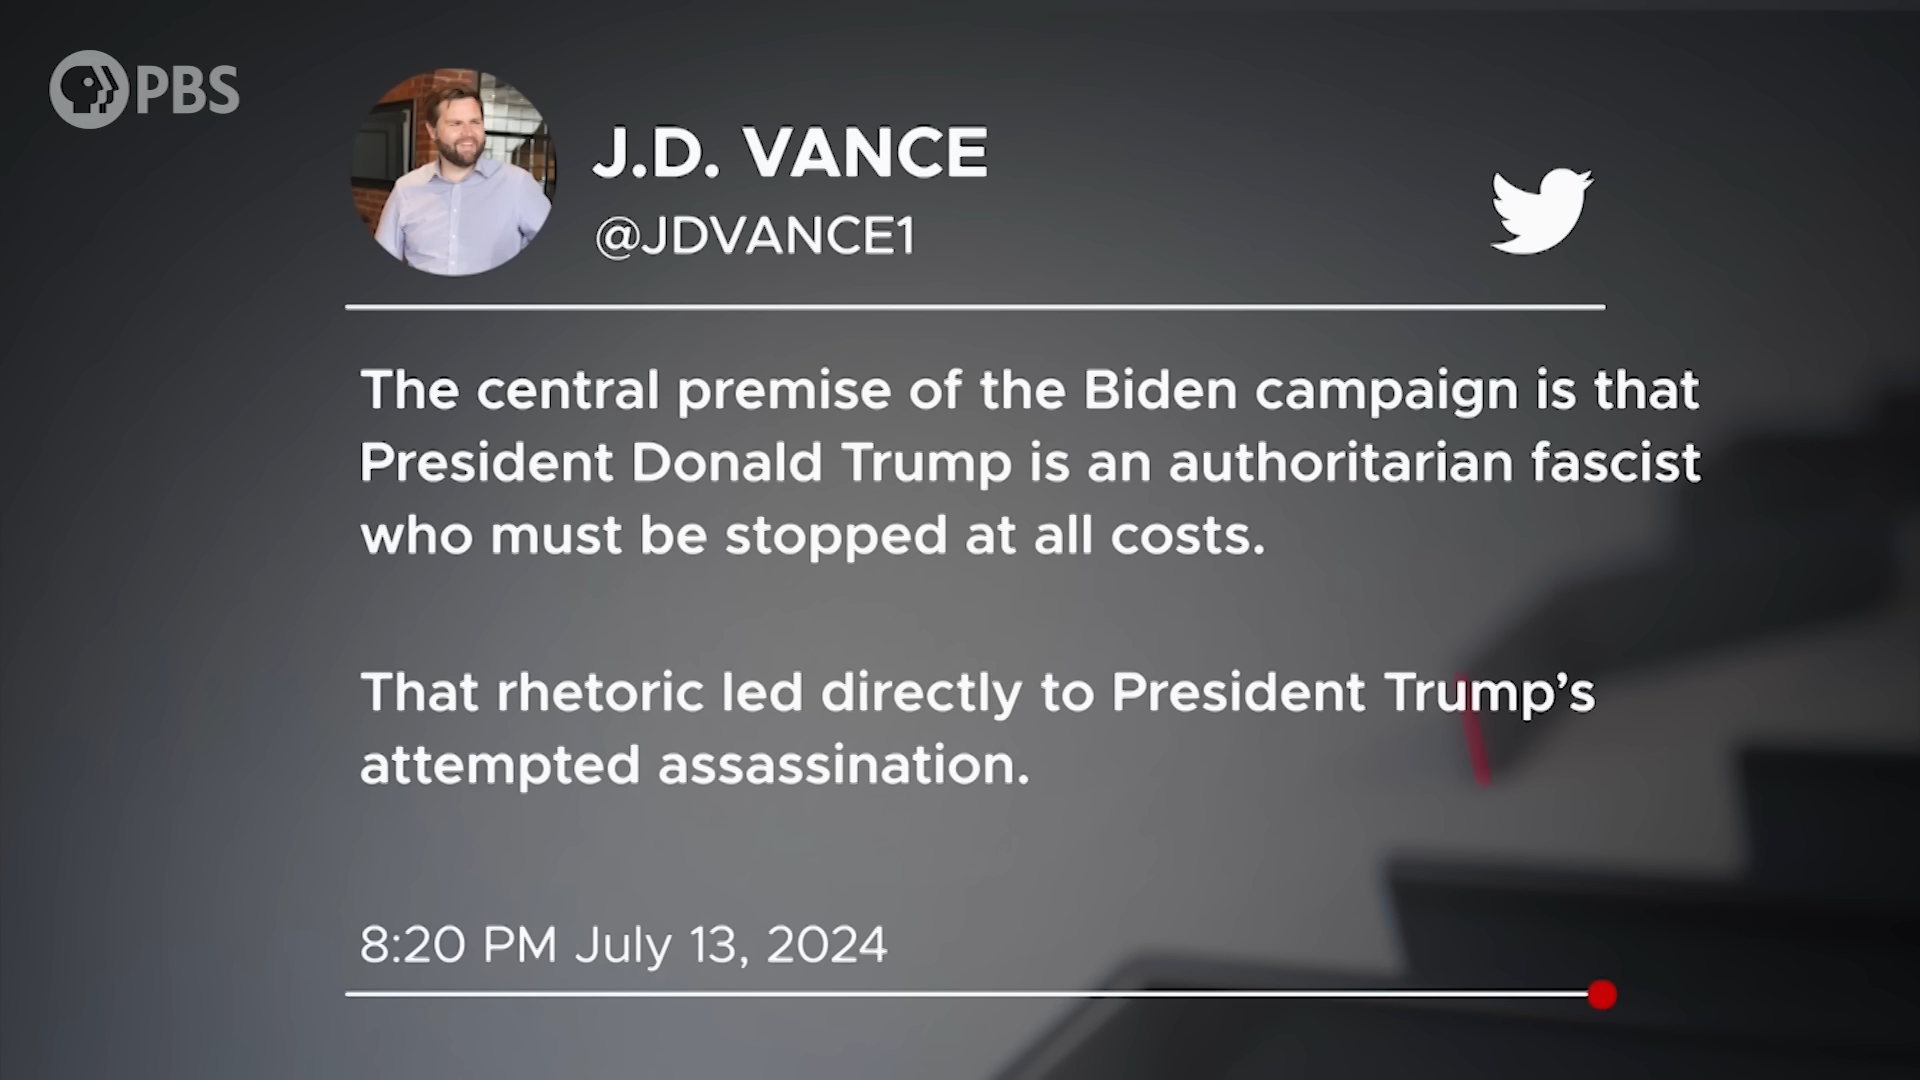 PBS
J.D. VANCE
@JDVANCE1
The central premise of the Biden campaign is that
President Donald Trump is an authoritarian fascist
who must be stopped at all costs.
That rhetoric led directly to President Trump’s
attempted assassination.
8:20 PM July 13, 2024